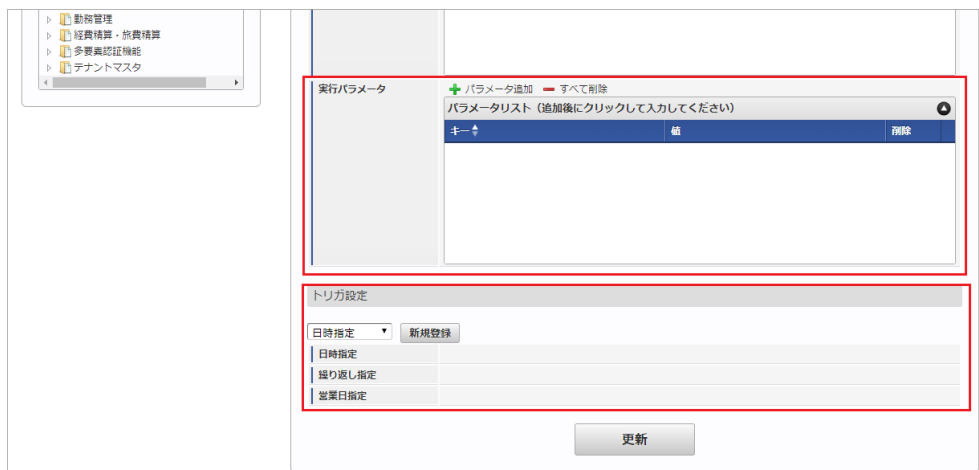 勤務管理
経費精算・旅費精算
多要素認証機能
テナントマスタ
実行パラメータ
パラメータ追加 すべて削除
パラメータリスト（追加後にクリックして入力してください）
キー 値 削除
トリガ設定
日時指定 新規登録
日時指定
繰り返し指定
営業日指定
更新